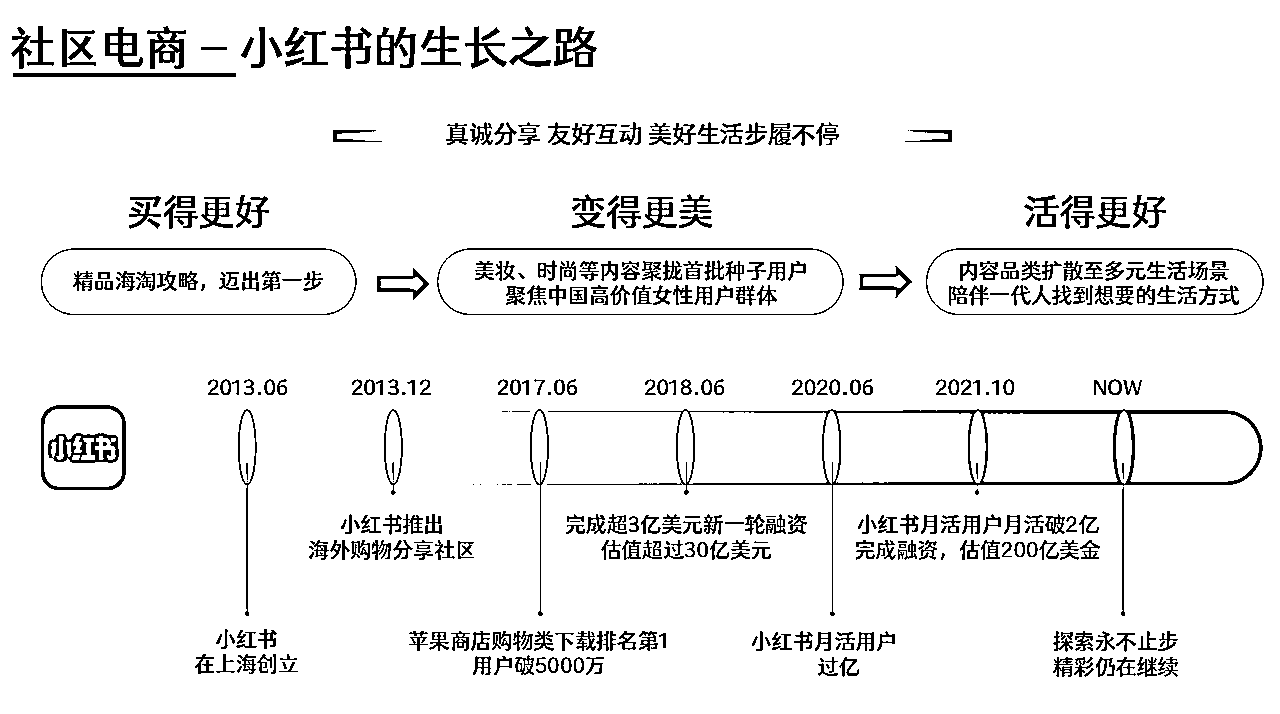 社区电商 – 小红书的生长之路
真诚分享 友好互动 美好生活步履不停
买得更好
变得更美
活得更好
精品海淘攻略，迈出第一步
美妆、时尚等内容聚拢首批种子用户
聚焦中国高价值女性用户群体
内容品类扩散至多元生活场景
陪伴一代人找到想要的生活方式
2013.06
2013.12
2017.06
2018.06
2020.06
2021.10
NOW
小红书
小红书推出
海外购物分享社区
完成超3亿美元新一轮融资
估值超过30亿美元
小红书月活用户月活破2亿
完成融资，估值200亿美金
小红书
在上海创立
苹果商店购物类下载排名第1
用户破5000万
小红书月活用户
过亿
探索永不止步
精彩仍在继续